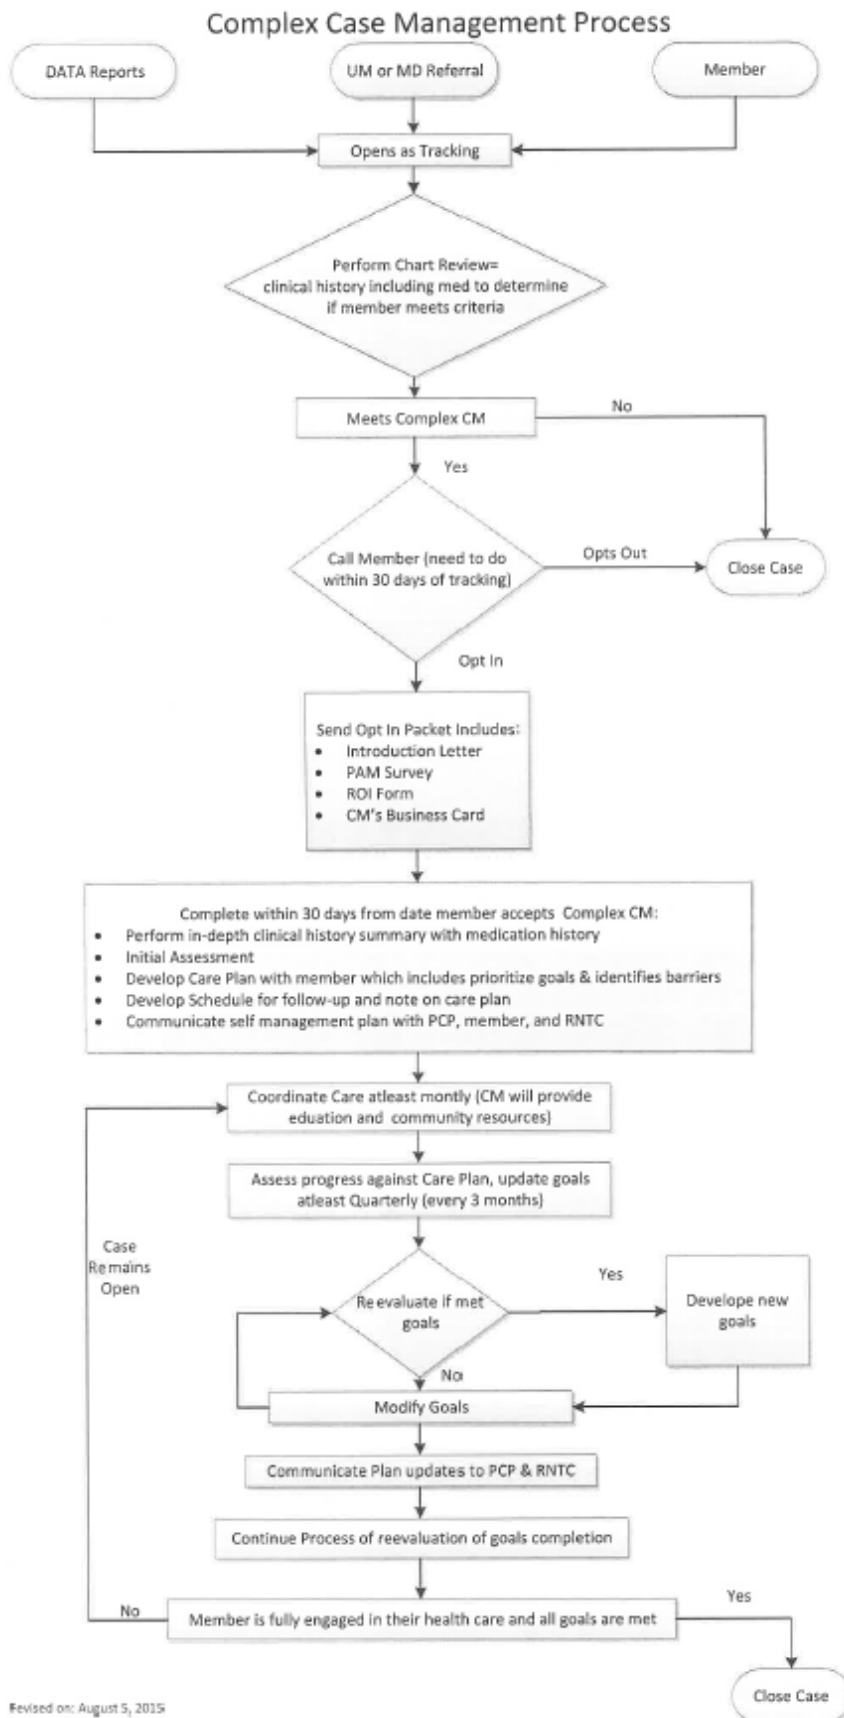 Complex Case Management Process
DATA Reports
UM or MD Referral
Member
Opens as Tracking
Perform Chart Review=
clinical history including med to determine
if member meets criteria
Meets Complex CM
No
Yes
Call Member (need to do
within 30 days of tracking)
Opts Out
Close Case
Opt In
Send Opt In Packet Includes:
• Introduction Letter
• PAM Survey
• ROI Form
• CM's Business Card
Complete within 30 days from date member accepts Complex CM:
• Perform in-depth clinical history summary with medication history
• Initial Assessment
• Develop Care Plan with member which includes prioritize goals & identifies barriers
• Develop Schedule for follow-up and note on care plan
• Communicate self management plan with PCP, member, and RNTC
Coordinate Care atleast montly (CM will provide
eduation and community resources)
Assess progress against Care Plan, update goals
atleast Quarterly (every 3 months)
Case
Remains
Open
Reevaluate if met
goals
Yes
Develope new
goals
No
Modify Goals
Communicate Plan updates to PCP & RNTC
Continue Process of reevaluation of goals completion
No
Member is fully engaged in their health care and all goals are met
Yes
Close Case
Revised on: August 5, 2015